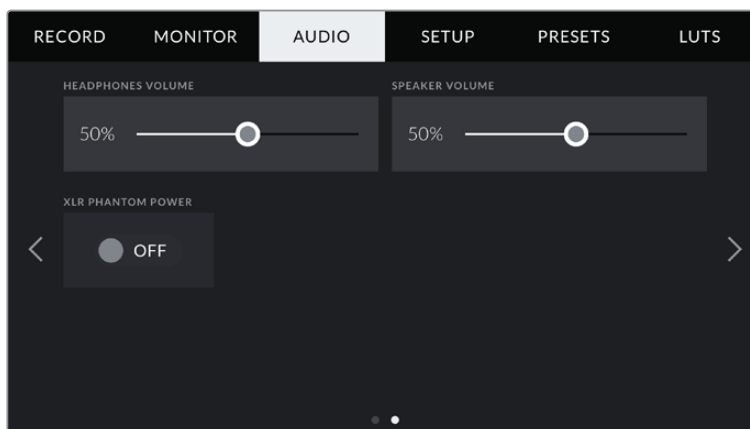 RECORD MONITOR AUDIO SETUP PRESETS LUTS
HEADPHONES VOLUME SPEAKER VOLUME
50% 50%
XLR PHANTOM POWER
OFF